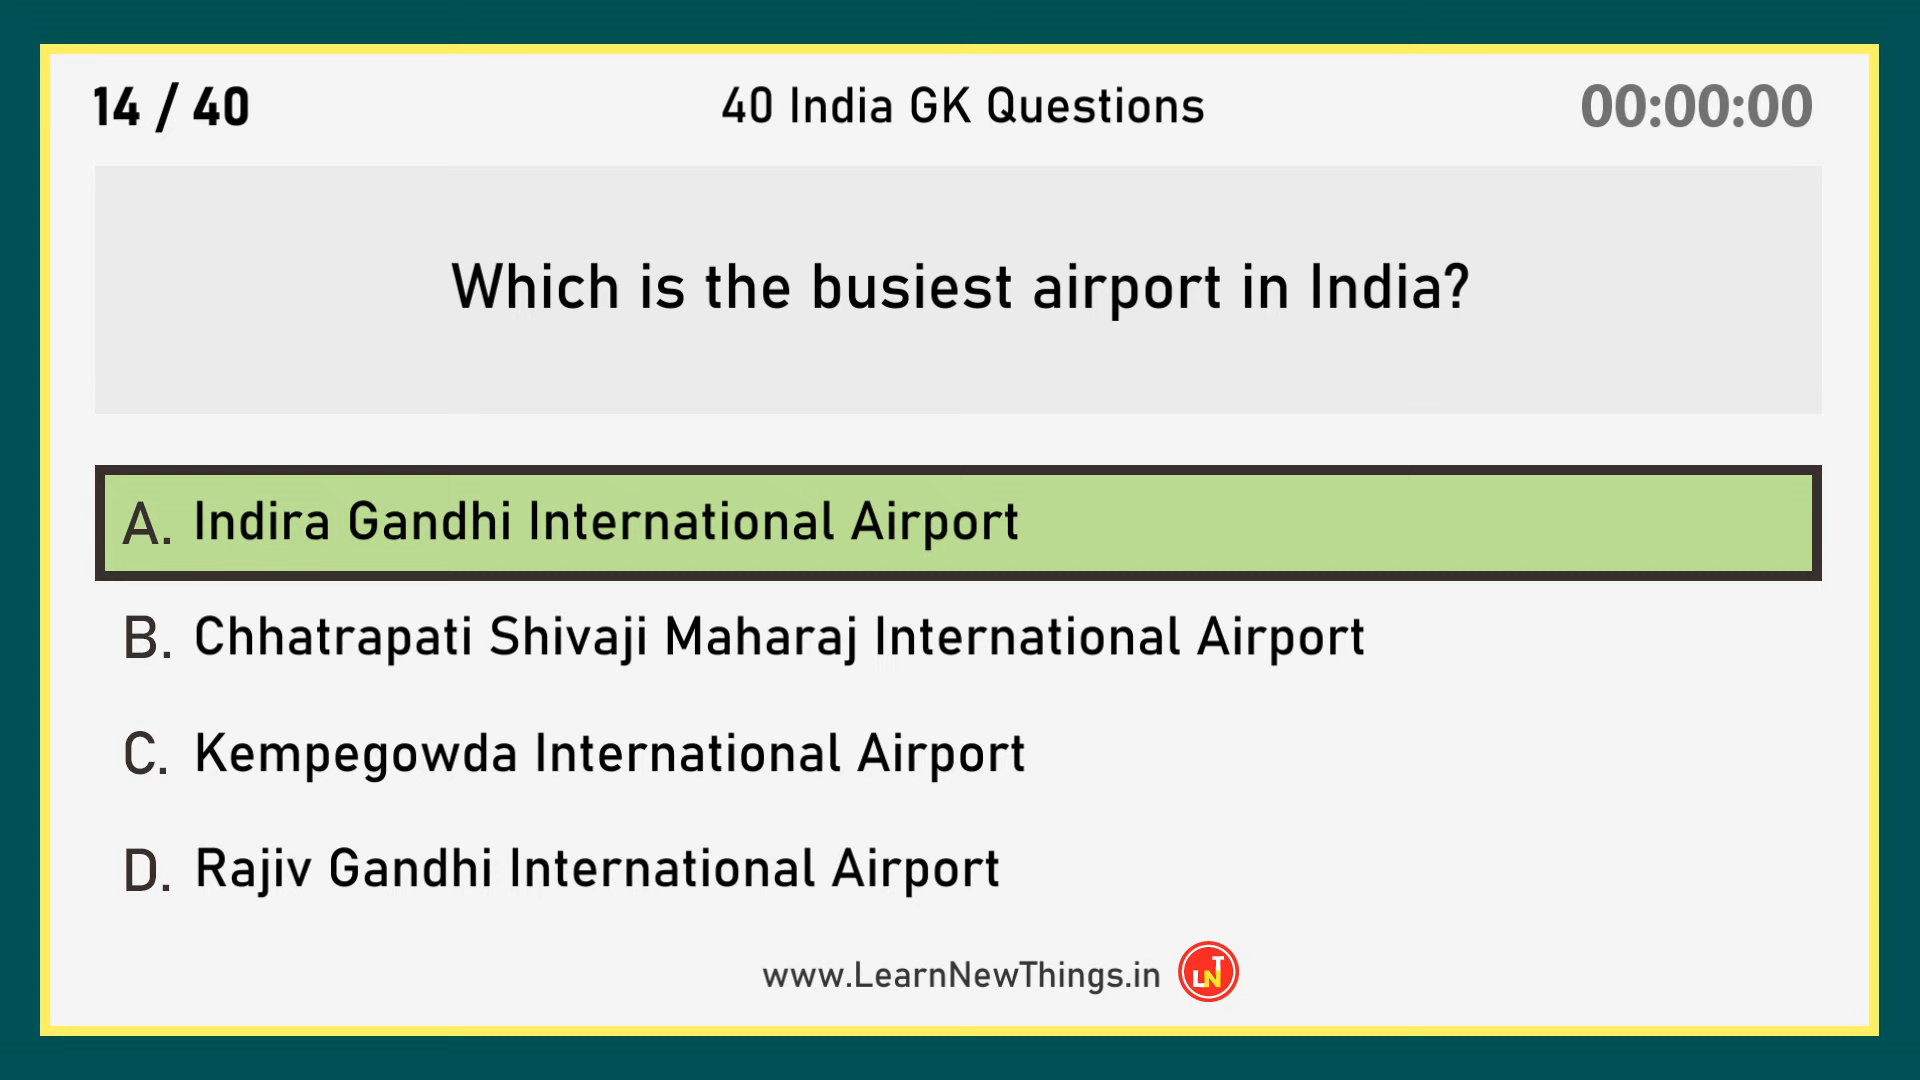 14 / 40
40 India GK Questions
00:00:00
Which is the busiest airport in India?
A. Indira Gandhi International Airport
B. Chhatrapati Shivaji Maharaj International Airport
C. Kempegowda International Airport
D. Rajiv Gandhi International Airport
www.LearnNewThings.in
LNT